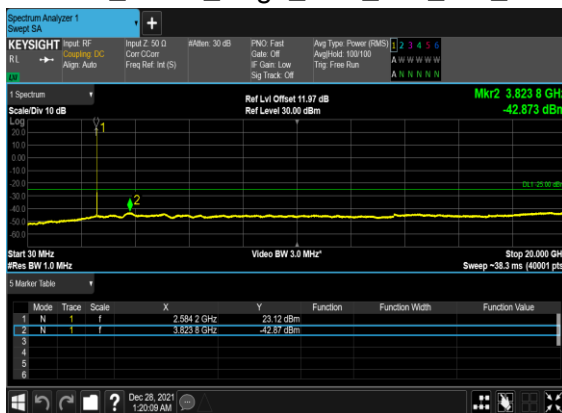 Spectrum Analyzer 1
Swept SA
KEYSIGHT
RL
Input: RF
Coupling: DC
Align: Auto
Input Z: 50 Ω
Corr CCorr
Freq Ref: Int (S)
#Atten: 30 dB
PNO: Fast
Gate: Off
IF Gain: Low
Sig Track: Off
Avg Type: Power (RMS)
Avg|Hold: 100/100
Trig: Free Run
1 2 3 4 5 6
A W W W W W
A N N N N N
1 Spectrum
Scale/Div 10 dB
Ref Lvl Offset 11.97 dB
Ref Level 30.00 dBm
Mkr2 3.823 8 GHz
-42.873 dBm
Log
20.0
10.0
0.00
-10.0
-20.0
-30.0
-40.0
-50.0
-60.0
1
2
DL1 -25.00 dBm
Start 30 MHz
#Res BW 1.0 MHz
Video BW 3.0 MHz*
Stop 20.000 GH
Sweep ~38.3 ms (40001 pts
5 Marker Table
Mode Trace Scale X Y Function Function Width Function Value
1 N 1 f 2.584 2 GHz 23.12 dBm
2 N 1 f 3.823 8 GHz -42.87 dBm
3
4
5
6
? Dec 28, 2021
1:20:09 AM